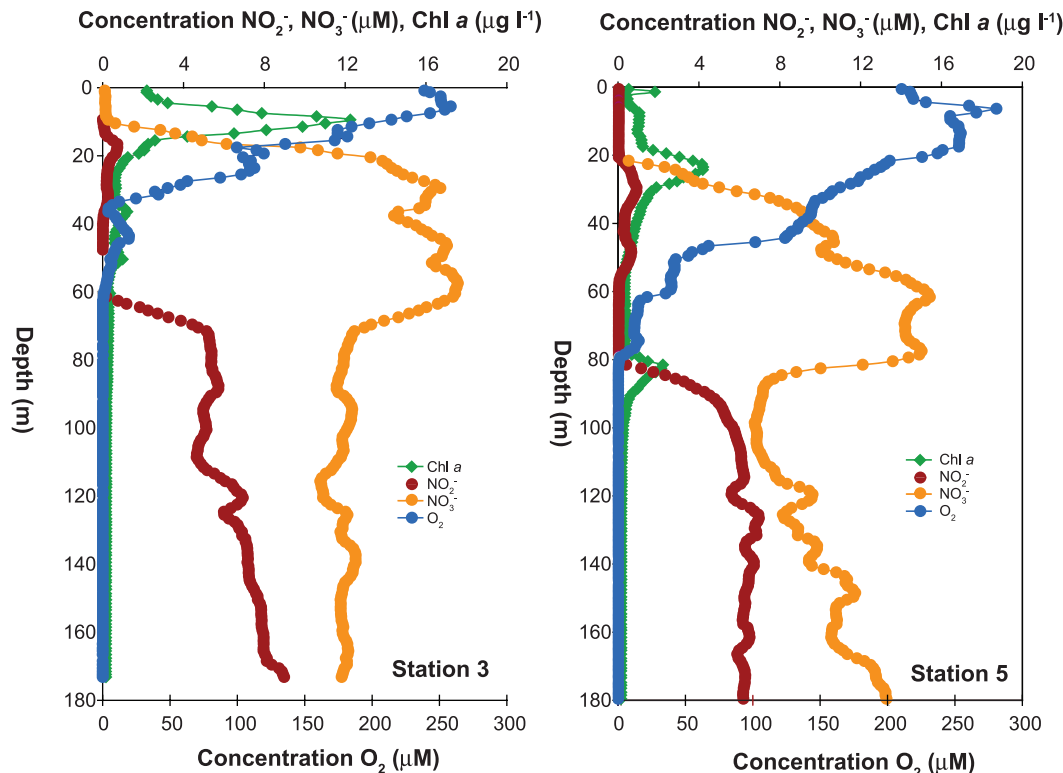 Concentration NO₂⁻, NO₃⁻ (μM), Chl a (μg l⁻¹)
0 4 8 12 16 20
0
20
40
60
80
100
120
140
160
180
Depth (m)
Chl a
NO₂⁻
NO₃⁻
O₂
Station 3
0 50 100 150 200 250 300
Concentration O₂ (μM)
Concentration NO₂⁻, NO₃⁻ (μM), Chl a (μg l⁻¹)
0 4 8 12 16 20
0
20
40
60
80
100
120
140
160
180
Depth (m)
Chl a
NO₂⁻
NO₃⁻
O₂
Station 5
0 50 100 150 200 250 300
Concentration O₂ (μM)